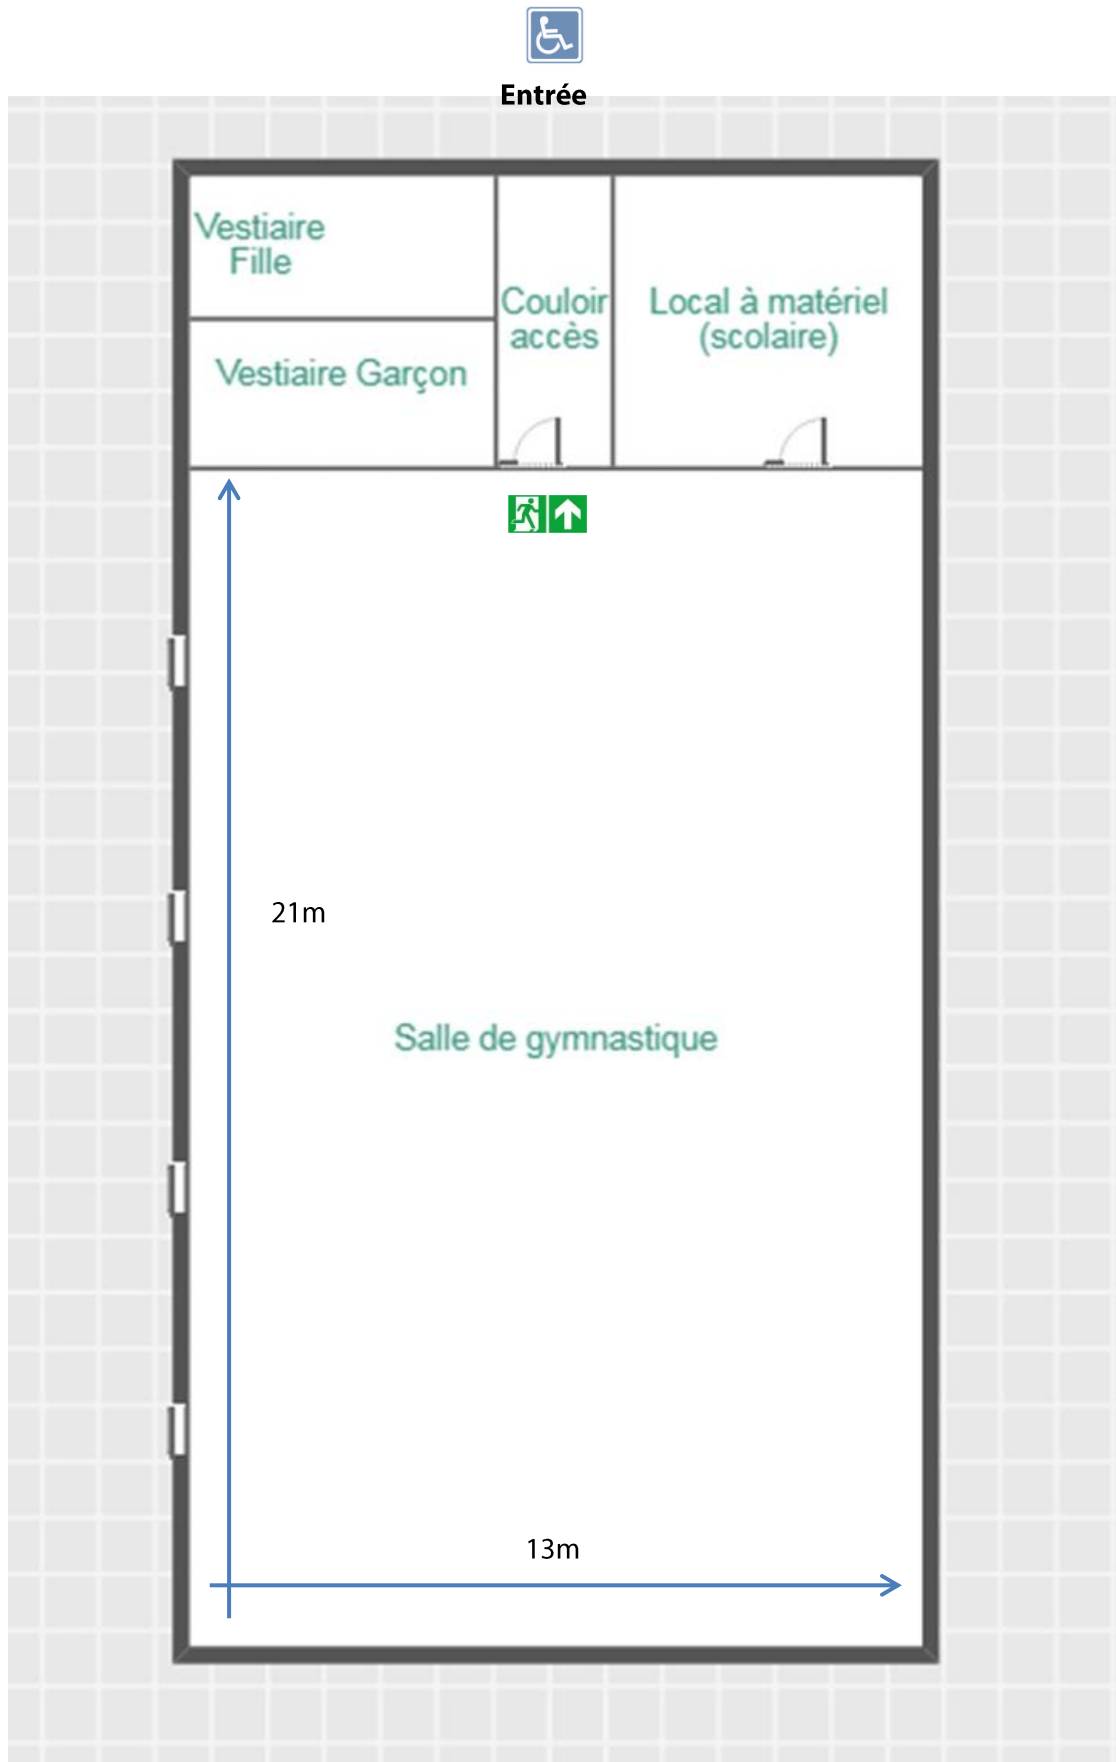 Entrée
Vestiaire
Fille
Vestiaire Garçon
Couloir
accès
Local à matériel
(scolaire)
21m
Salle de gymnastique
13m